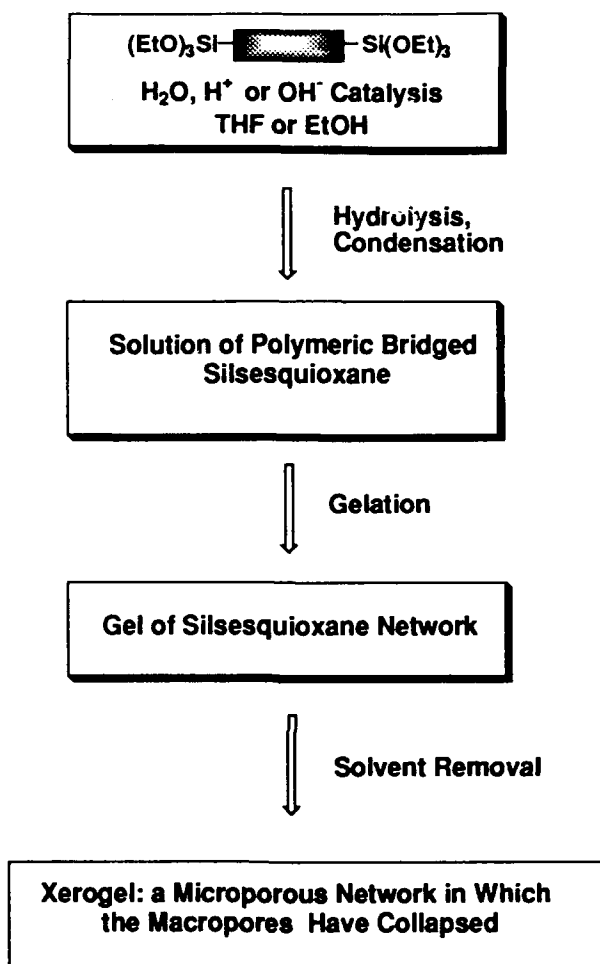 (EtO)₃Si Si(OEt)₃
H₂O, H⁺ or OH⁻ Catalysis
THF or EtOH
Hydrolysis,
Condensation
Solution of Polymeric Bridged
Silsesquioxane
Gelation
Gel of Silsesquioxane Network
Solvent Removal
Xerogel: a Microporous Network in Which
the Macropores Have Collapsed